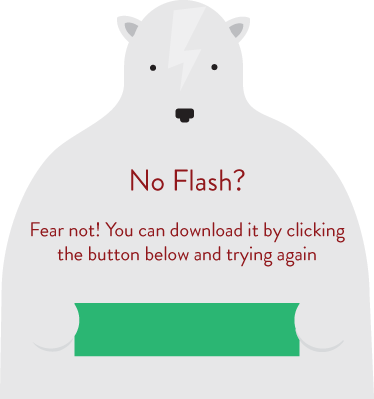 No Flash?
Fear not! You can download it by clicking
the button below and trying again